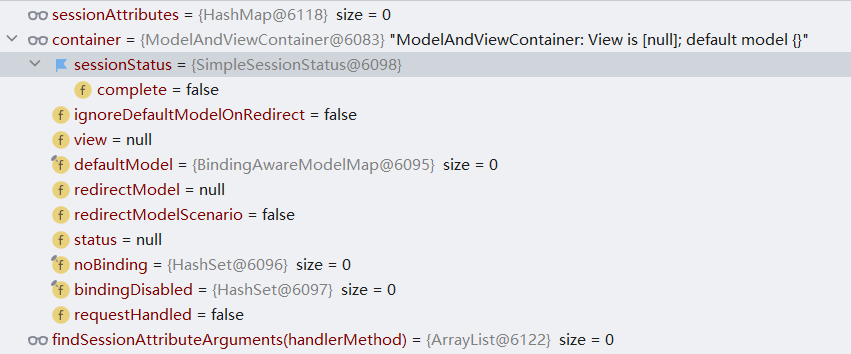 sessionAttributes = {HashMap@6118} size = 0
container = {ModelAndViewContainer@6083} "ModelAndViewContainer: View is [null]; default model {}"
sessionStatus = {SimpleSessionStatus@6098}
f complete = false
f ignoreDefaultModelOnRedirect = false
f view = null
f defaultModel = {BindingAwareModelMap@6095} size = 0
f redirectModel = null
f redirectModelScenario = false
f status = null
f noBinding = {HashSet@6096} size = 0
f bindingDisabled = {HashSet@6097} size = 0
f requestHandled = false
findSessionAttributeArguments(handlerMethod) = {ArrayList@6122} size = 0